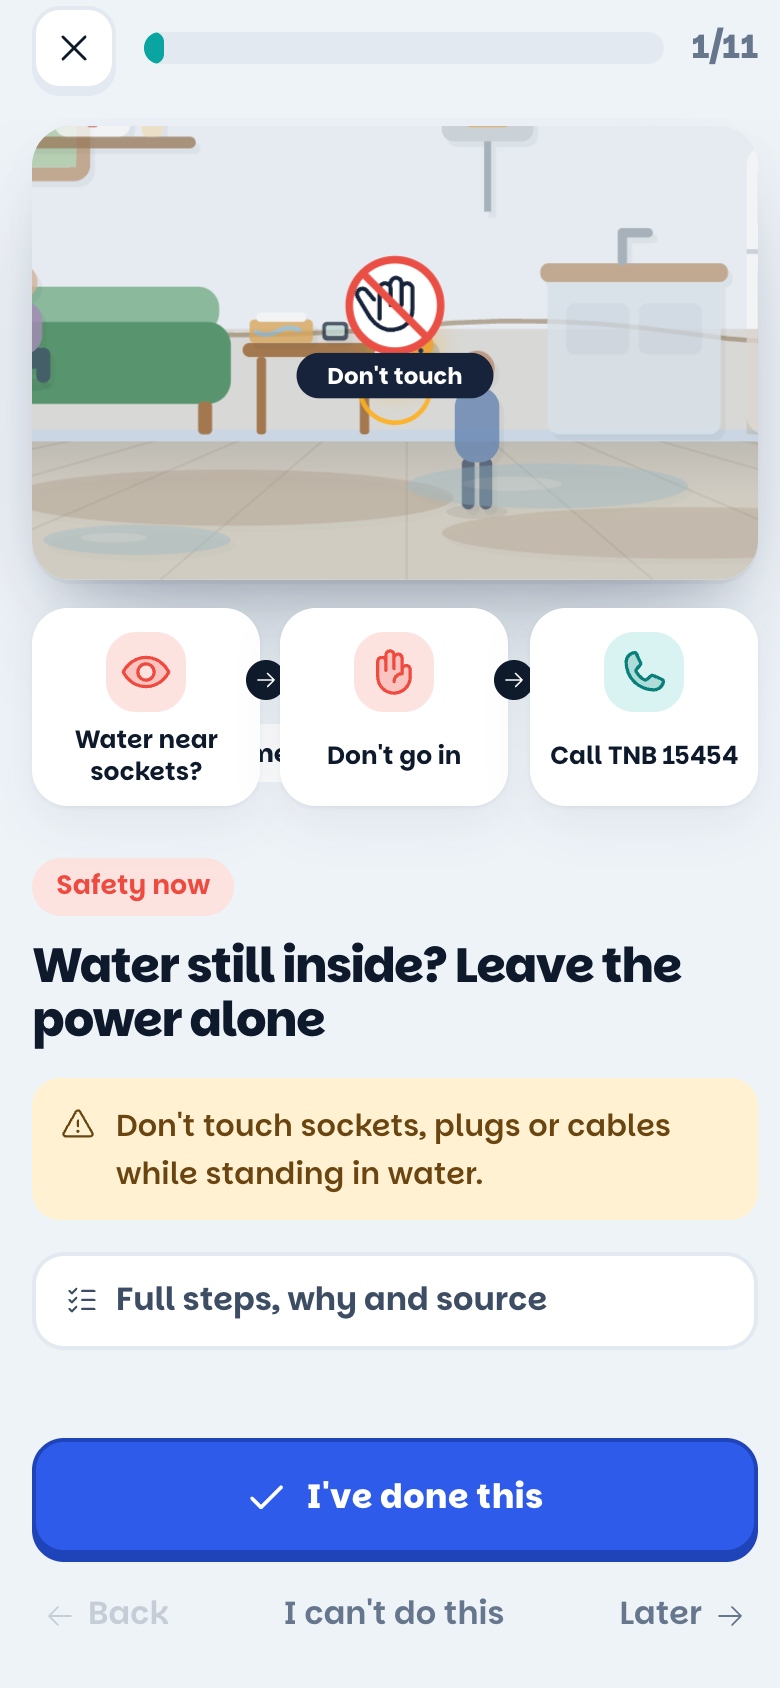 1/11
Don't touch
Water near
sockets?
Don't go in
Call TNB 15454
Safety now
Water still inside? Leave the
power alone
Don't touch sockets, plugs or cables
while standing in water.
Full steps, why and source
I've done this
Back
I can't do this
Later